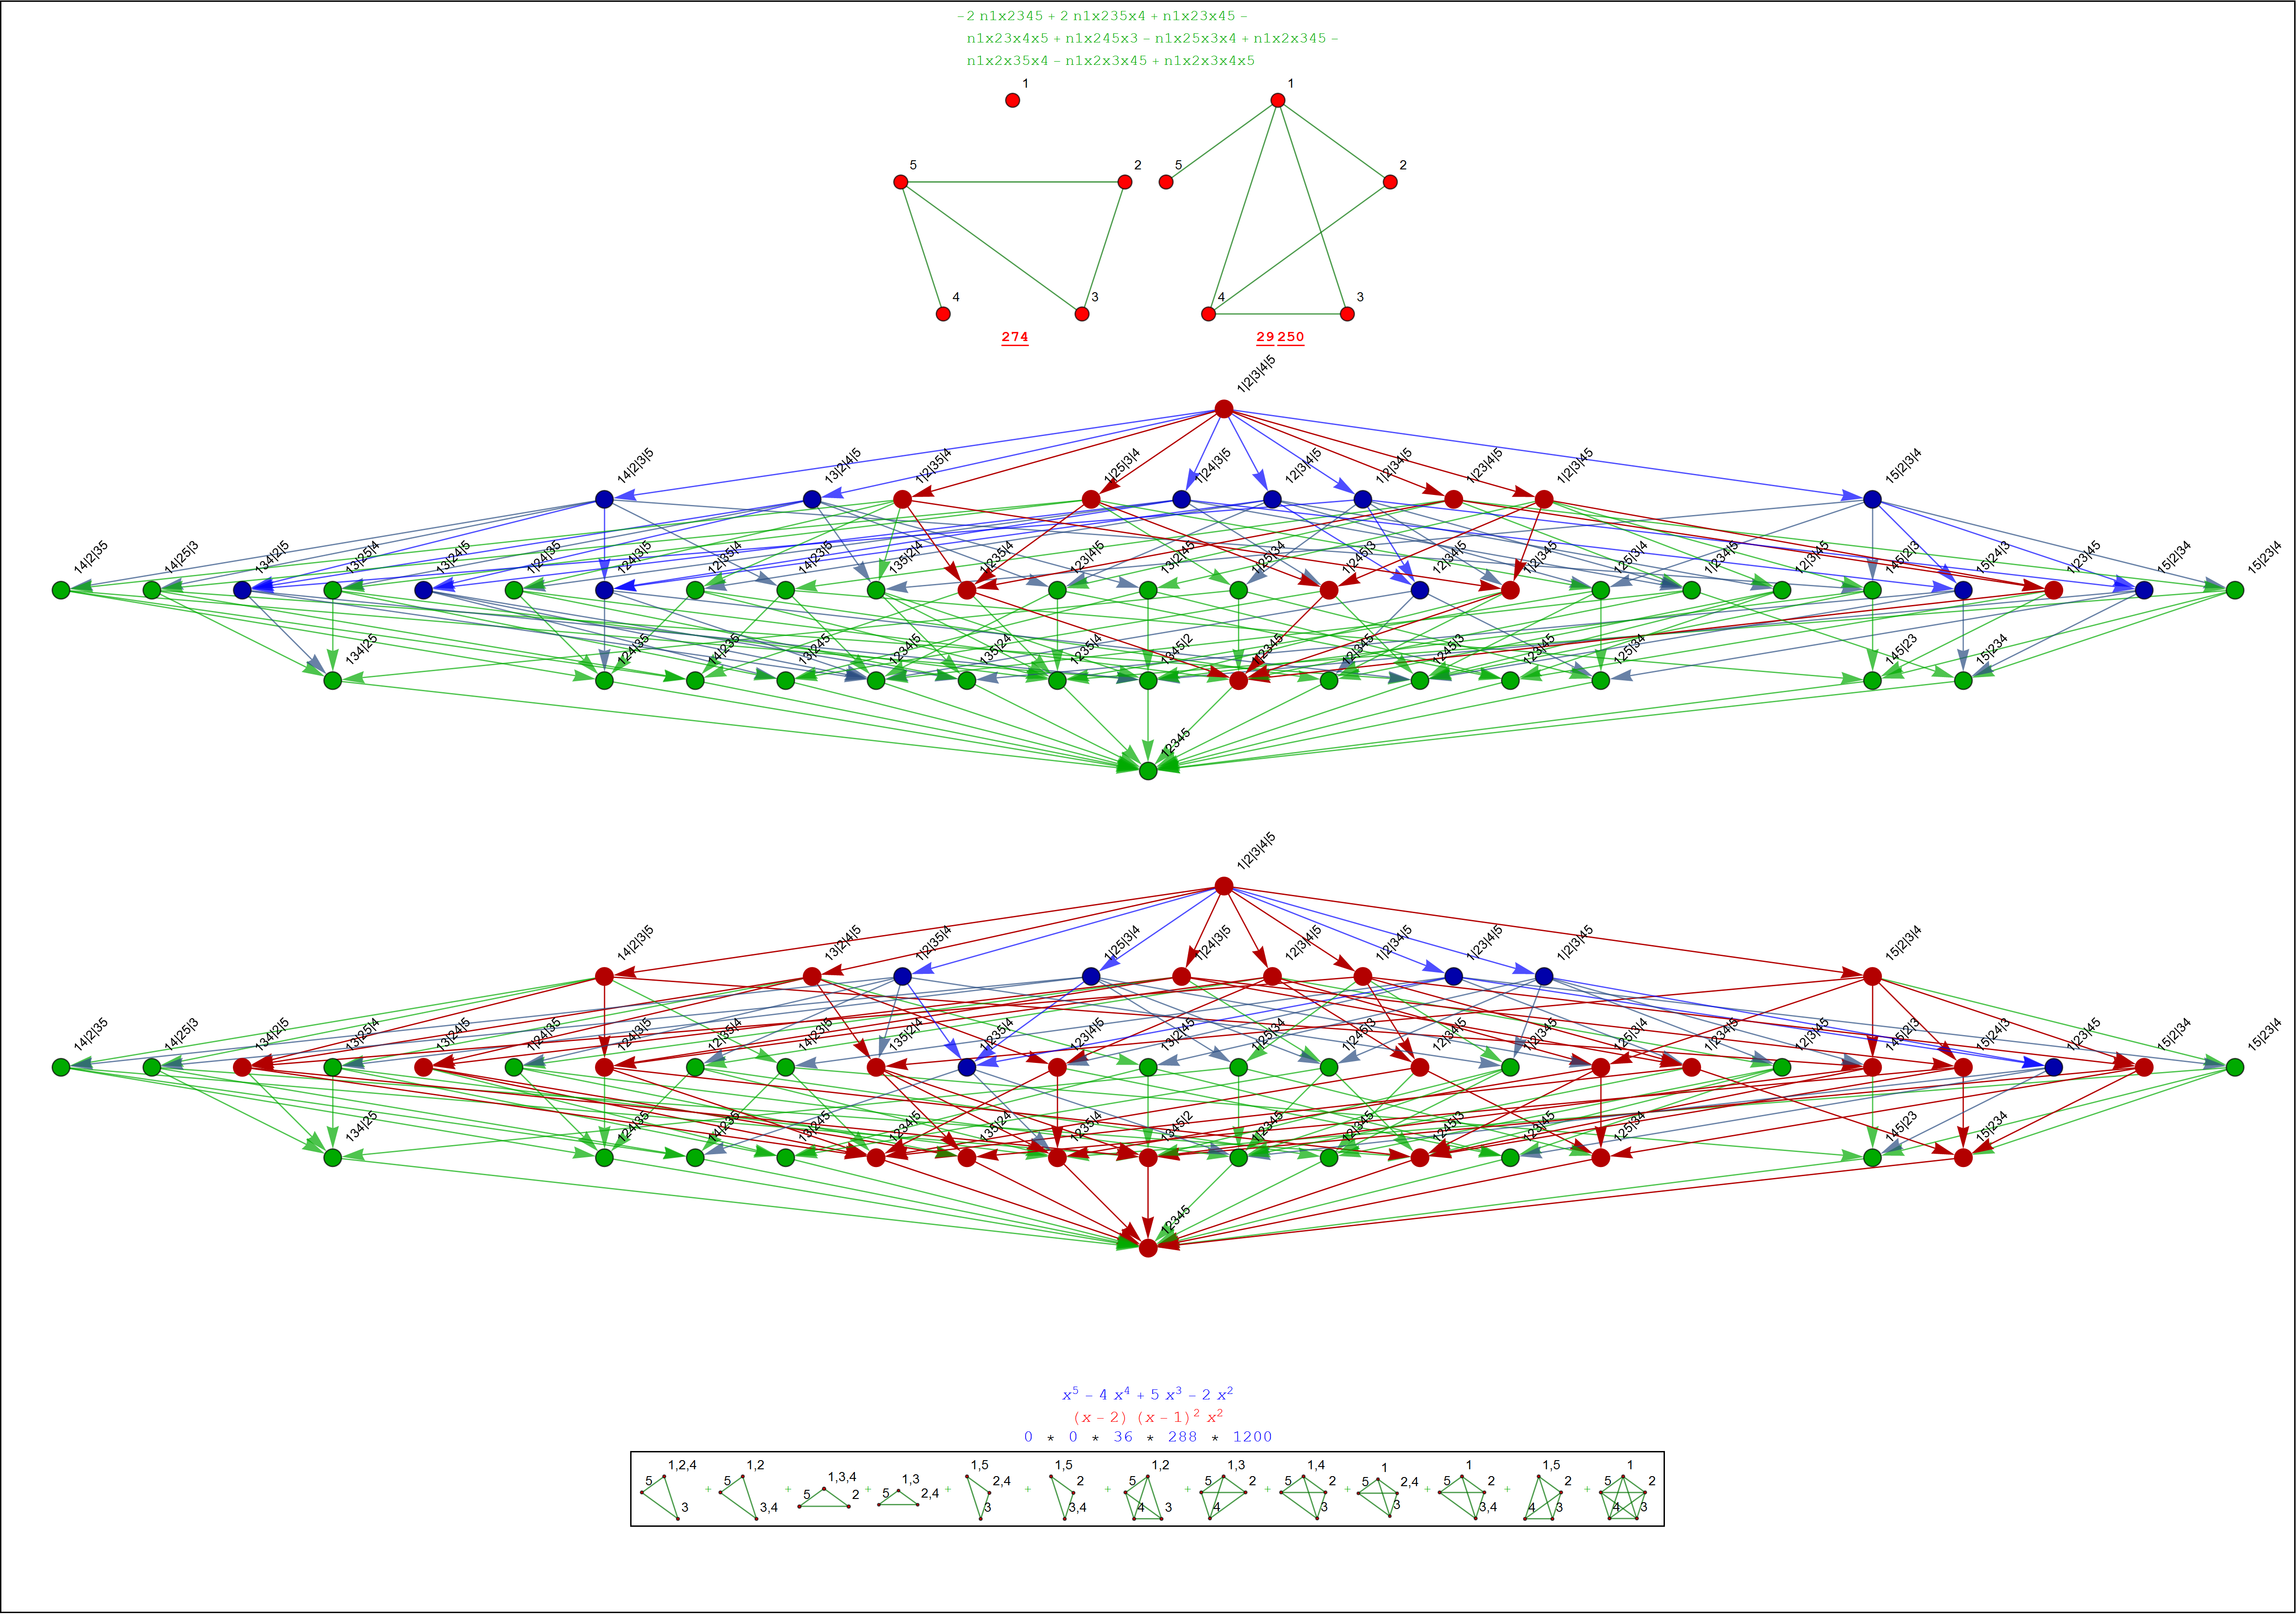 -2 n1x2345 + 2 n1x235x4 + n1x23x45 -
n1x23x4x5 + n1x245x3 - n1x25x3x4 + n1x2x345 -
n1x2x35x4 - n1x2x3x45 + n1x2x3x4x5
1 1
5 2 5 2
4 3 4 3
274 29 250
1|2|3|4|5
14|2|3|5 13|2|4|5 1|2|35|4 1|25|3|4 1|24|3|5 12|3|4|5 1|2|34|5 1|23|4|5 1|2|3|45 15|2|3|4
14|2|35 14|25|3 134|2|5 13|25|4 13|24|5 1|24|35 124|3|5 12|35|4 14|23|5 135|2|4 1|235|4 123|4|5 13|2|45 1|25|34 1|245|3 12|34|5 1|2|345 125|3|4 1|234|5 12|3|45 145|2|3 15|24|3 1|23|45 15|2|34 15|23|4
134|25 124|35 14|235 13|245 1234|5 135|24 1235|4 1345|2 1|2345 12|345 1245|3 123|45 125|34 145|23 15|234
12345
1|2|3|4|5
14|2|3|5 13|2|4|5 1|2|35|4 1|25|3|4 1|24|3|5 12|3|4|5 1|2|34|5 1|23|4|5 1|2|3|45 15|2|3|4
14|2|35 14|25|3 134|2|5 13|25|4 13|24|5 1|24|35 124|3|5 12|35|4 14|23|5 135|2|4 1|235|4 123|4|5 13|2|45 1|25|34 1|245|3 12|34|5 1|2|345 125|3|4 1|234|5 12|3|45 145|2|3 15|24|3 1|23|45 15|2|34 15|23|4
134|25 124|35 14|235 13|245 1234|5 135|24 1235|4 1345|2 1|2345 12|345 1245|3 123|45 125|34 145|23 15|234
12345
x^5 - 4 x^4 + 5 x^3 - 2 x^2
(x - 2) (x - 1)^2 x^2
0 * 0 * 36 * 288 * 1200
1,2,4 5 3 + 1,2 5 3,4 + 1,3,4 5 2 + 1,3 5 2,4 + 1,5 2,4 3 + 1,5 2 3,4 + 1,2 5 4 3 + 1,3 5 2 4 + 1,4 5 2 3 + 1 5 2,4 3 + 1 5 2 3,4 + 1,5 2 4 3 + 1 5 2 4 3